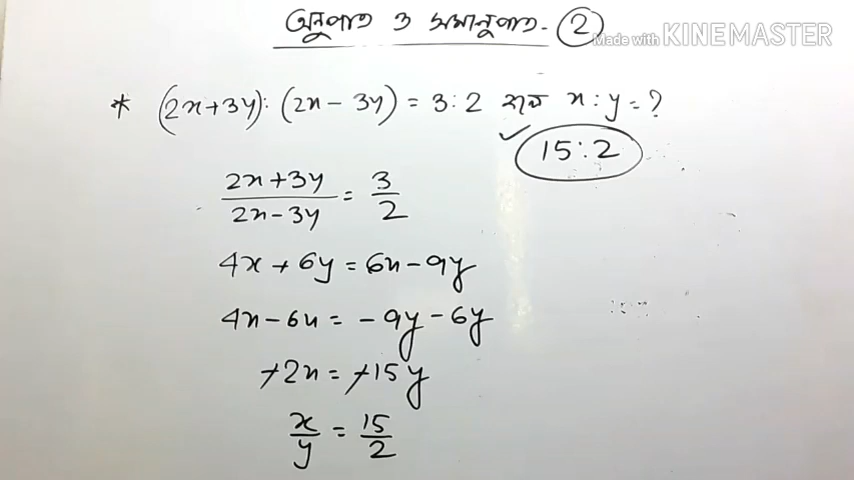 অনুপাত ও সমানুপাত - 2
Made with KINEMASTER
* (2x+3y):(2x-3y) = 3:2 হলে x:y=?
15:2
2x+3y/2x-3y = 3/2
4x+6y=6x-9y
4x-6x=-9y-6y
-2x=-15y
x/y = 15/2